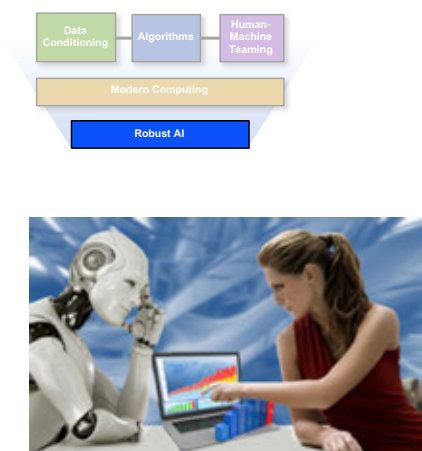 Data
Conditioning
Algorithms
Human-
Machine
Teaming
Modern Computing
Robust AI